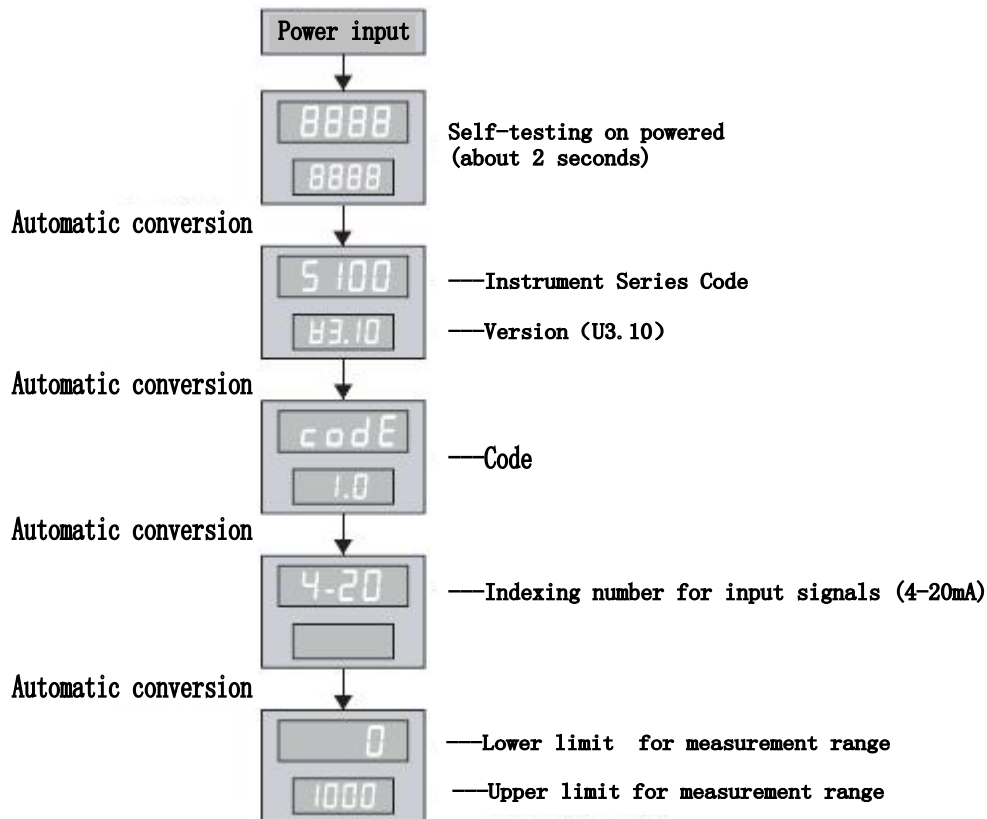 Power input
8888
Self-testing on powered
(about 2 seconds)
8888
Automatic conversion
S100
———Instrument Series Code
U3.10
———Version（U3.10）
Automatic conversion
codE
———Code
1.0
Automatic conversion
4-20
———Indexing number for input signals (4-20mA)
Automatic conversion
0
———Lower limit  for measurement range
1000
———Upper limit for measurement range